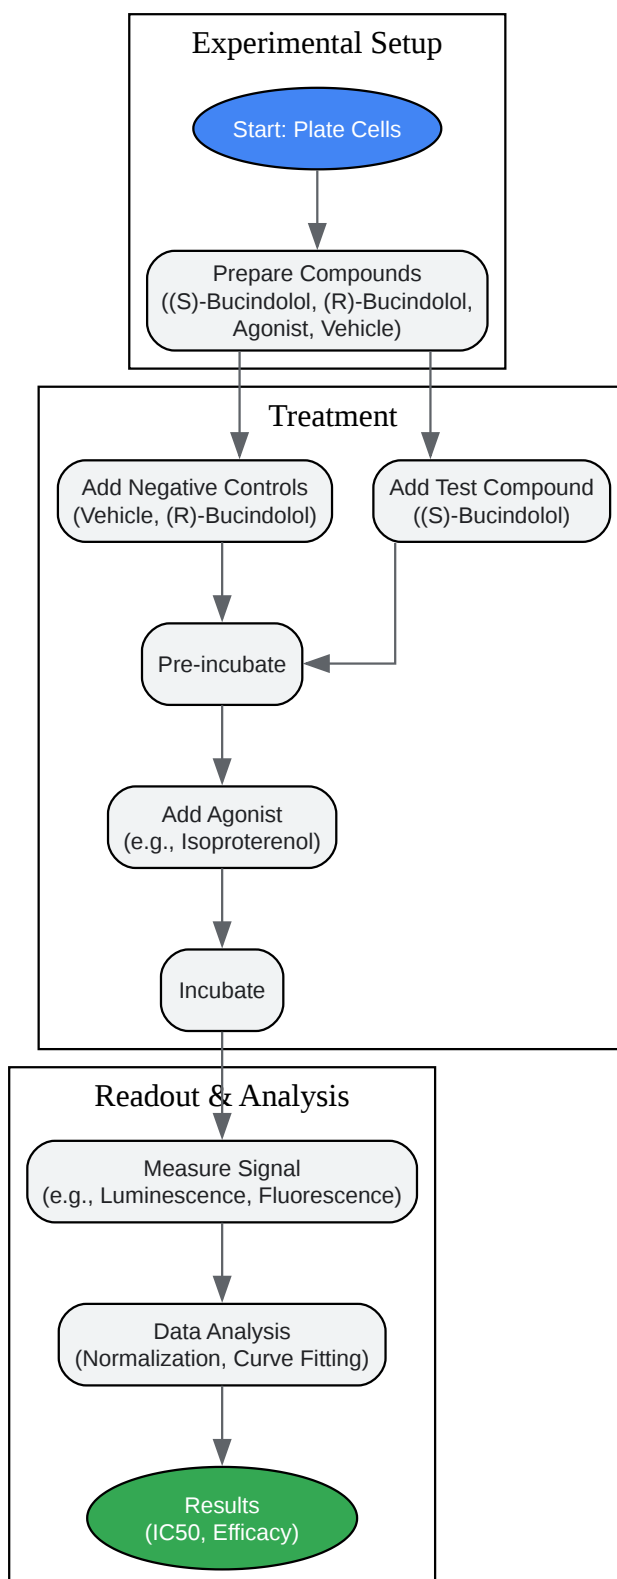 Experimental Setup
Start: Plate Cells
Prepare Compounds
((S)-Bucindolol, (R)-Bucindolol,
Agonist, Vehicle)
Treatment
Add Negative Controls
(Vehicle, (R)-Bucindolol)
Add Test Compound
((S)-Bucindolol)
Pre-incubate
Add Agonist
(e.g., Isoproterenol)
Incubate
Readout & Analysis
Measure Signal
(e.g., Luminescence, Fluorescence)
Data Analysis
(Normalization, Curve Fitting)
Results
(IC50, Efficacy)